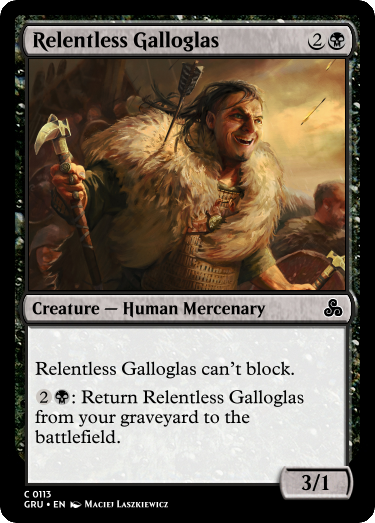 Relentless Galloglas 2
Creature — Human Mercenary
Relentless Galloglas can't block.
2 : Return Relentless Galloglas
from your graveyard to the
battlefield.
3/1
C 0113
GRU • EN Maciej Laszkiewicz